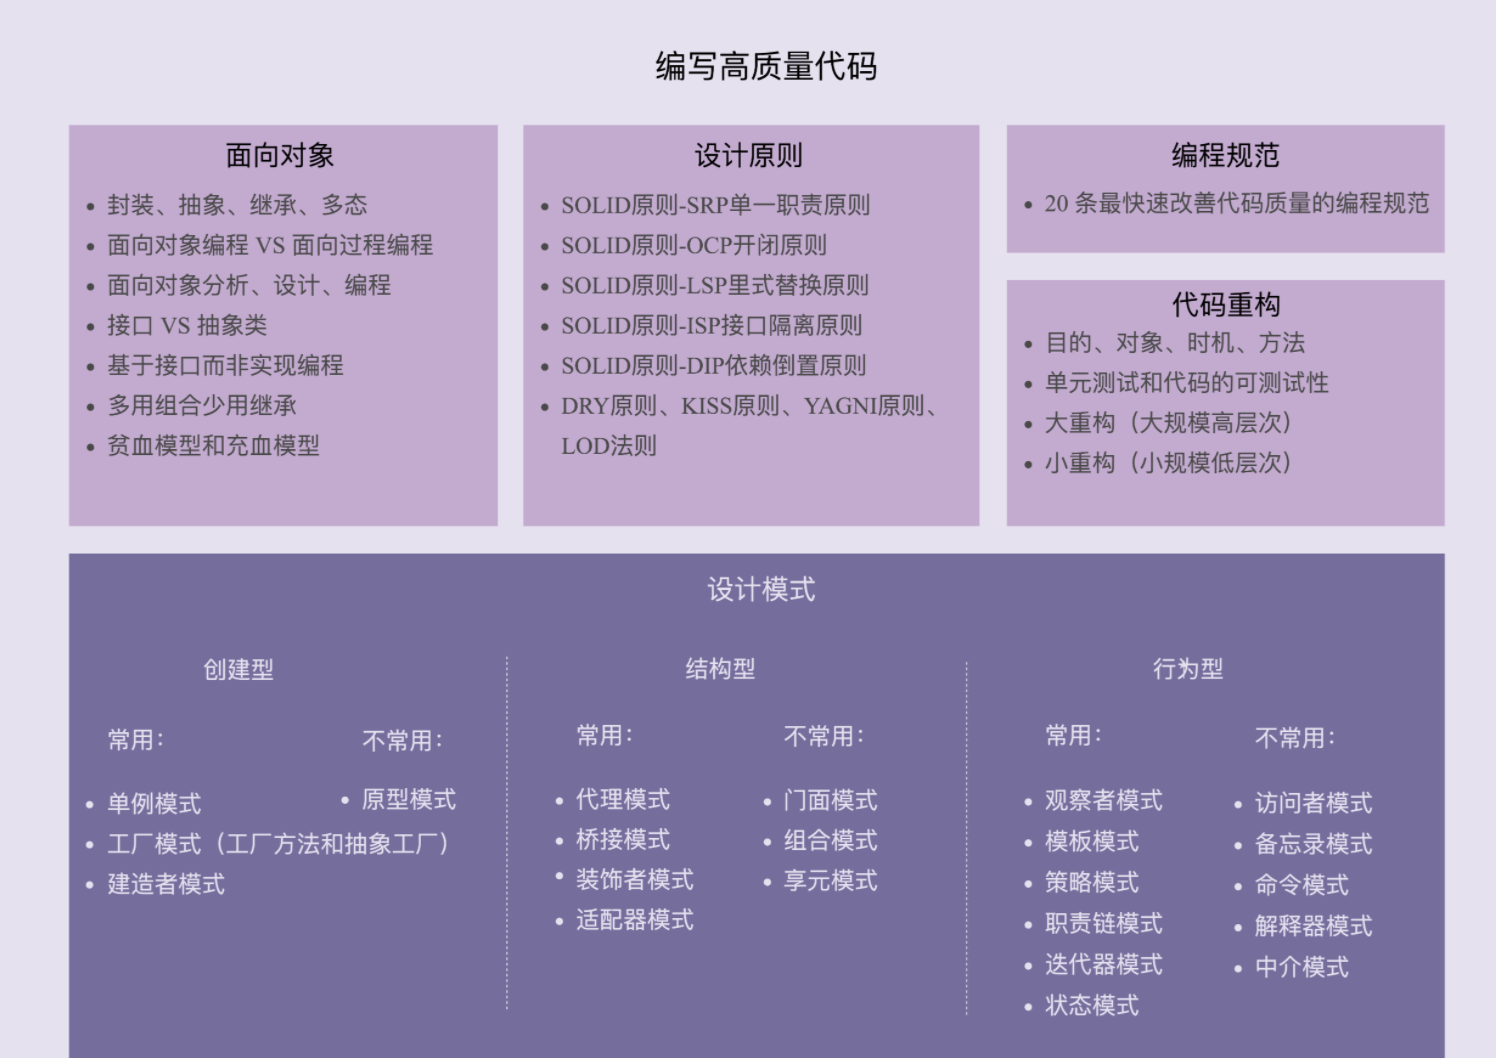 编写高质量代码
面向对象
封装、抽象、继承、多态
面向对象编程 VS 面向过程编程
面向对象分析、设计、编程
接口 VS 抽象类
基于接口而非实现编程
多用组合少用继承
贫血模型和充血模型
设计原则
SOLID原则-SRP单一职责原则
SOLID原则-OCP开闭原则
SOLID原则-LSP里式替换原则
SOLID原则-ISP接口隔离原则
SOLID原则-DIP依赖倒置原则
DRY原则、KISS原则、YAGNI原则、
LOD法则
编程规范
20 条最快速改善代码质量的编程规范
代码重构
目的、对象、时机、方法
单元测试和代码的可测试性
大重构（大规模高层次）
小重构（小规模低层次）
设计模式
创建型
常用：
单例模式
工厂模式（工厂方法和抽象工厂）
建造者模式
不常用：
原型模式
结构型
常用：
代理模式
桥接模式
装饰者模式
适配器模式
不常用：
门面模式
组合模式
享元模式
行为型
常用：
观察者模式
模板模式
策略模式
职责链模式
迭代器模式
状态模式
不常用：
访问者模式
备忘录模式
命令模式
解释器模式
中介模式